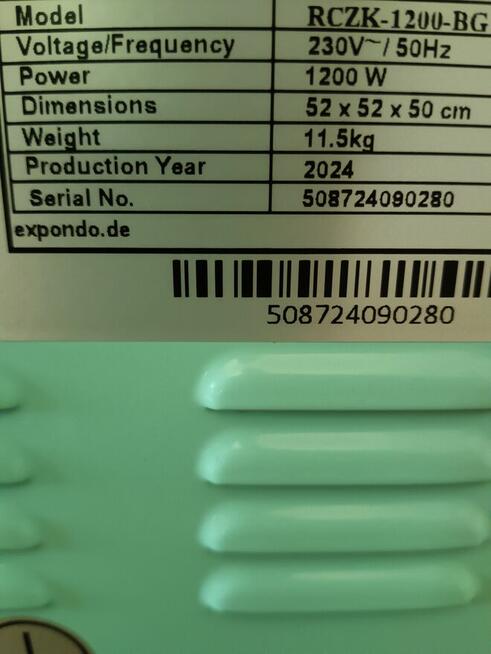 Model RCZK-1200-BG
Voltage/Frequency 230V~/ 50Hz
Power 1200 W
Dimensions 52 x 52 x 50 cm
Weight 11.5kg
Production Year 2024
Serial No. 508724090280
expondo.de
508724090280